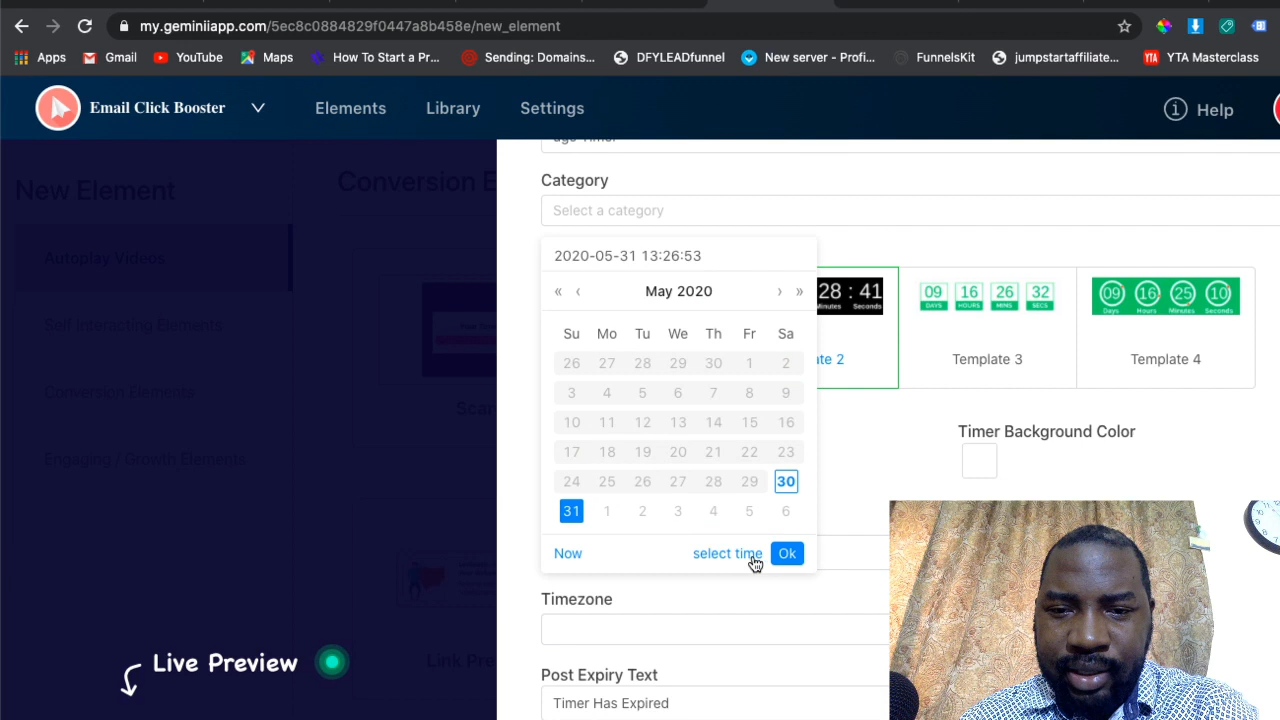 my.geminiiapp.com/5ec8c0884829f0447a8b458e/new_element
Apps Gmail YouTube Maps How To Start a Pr... Sending: Domains... DFYLEADfunnel New server - Profi... FunnelsKit jumpstartaffiliate... YTA Masterclass
Email Click Booster Elements Library Settings Help
New Element
Conversion E
Autoplay Videos
Self Interacting Elements
Conversion Elements
Engaging / Growth Elements
Scar
Link Pre
Live Preview
age Timer
Category
Select a category
2020-05-31 13:26:53
« ‹ May 2020 › »
Su Mo Tu We Th Fr Sa
26 27 28 29 30 1 2
3 4 5 6 7 8 9
10 11 12 13 14 15 16
17 18 19 20 21 22 23
24 25 26 27 28 29 30
31 1 2 3 4 5 6
Now select time Ok
28 : 41
Minutes Seconds
ate 2
09 16 26 32
DAYS HOURS MINS SECS
Template 3
09 16 25 10
Days Hours Minutes Seconds
Template 4
Timer Background Color
Timezone
Post Expiry Text
Timer Has Expired